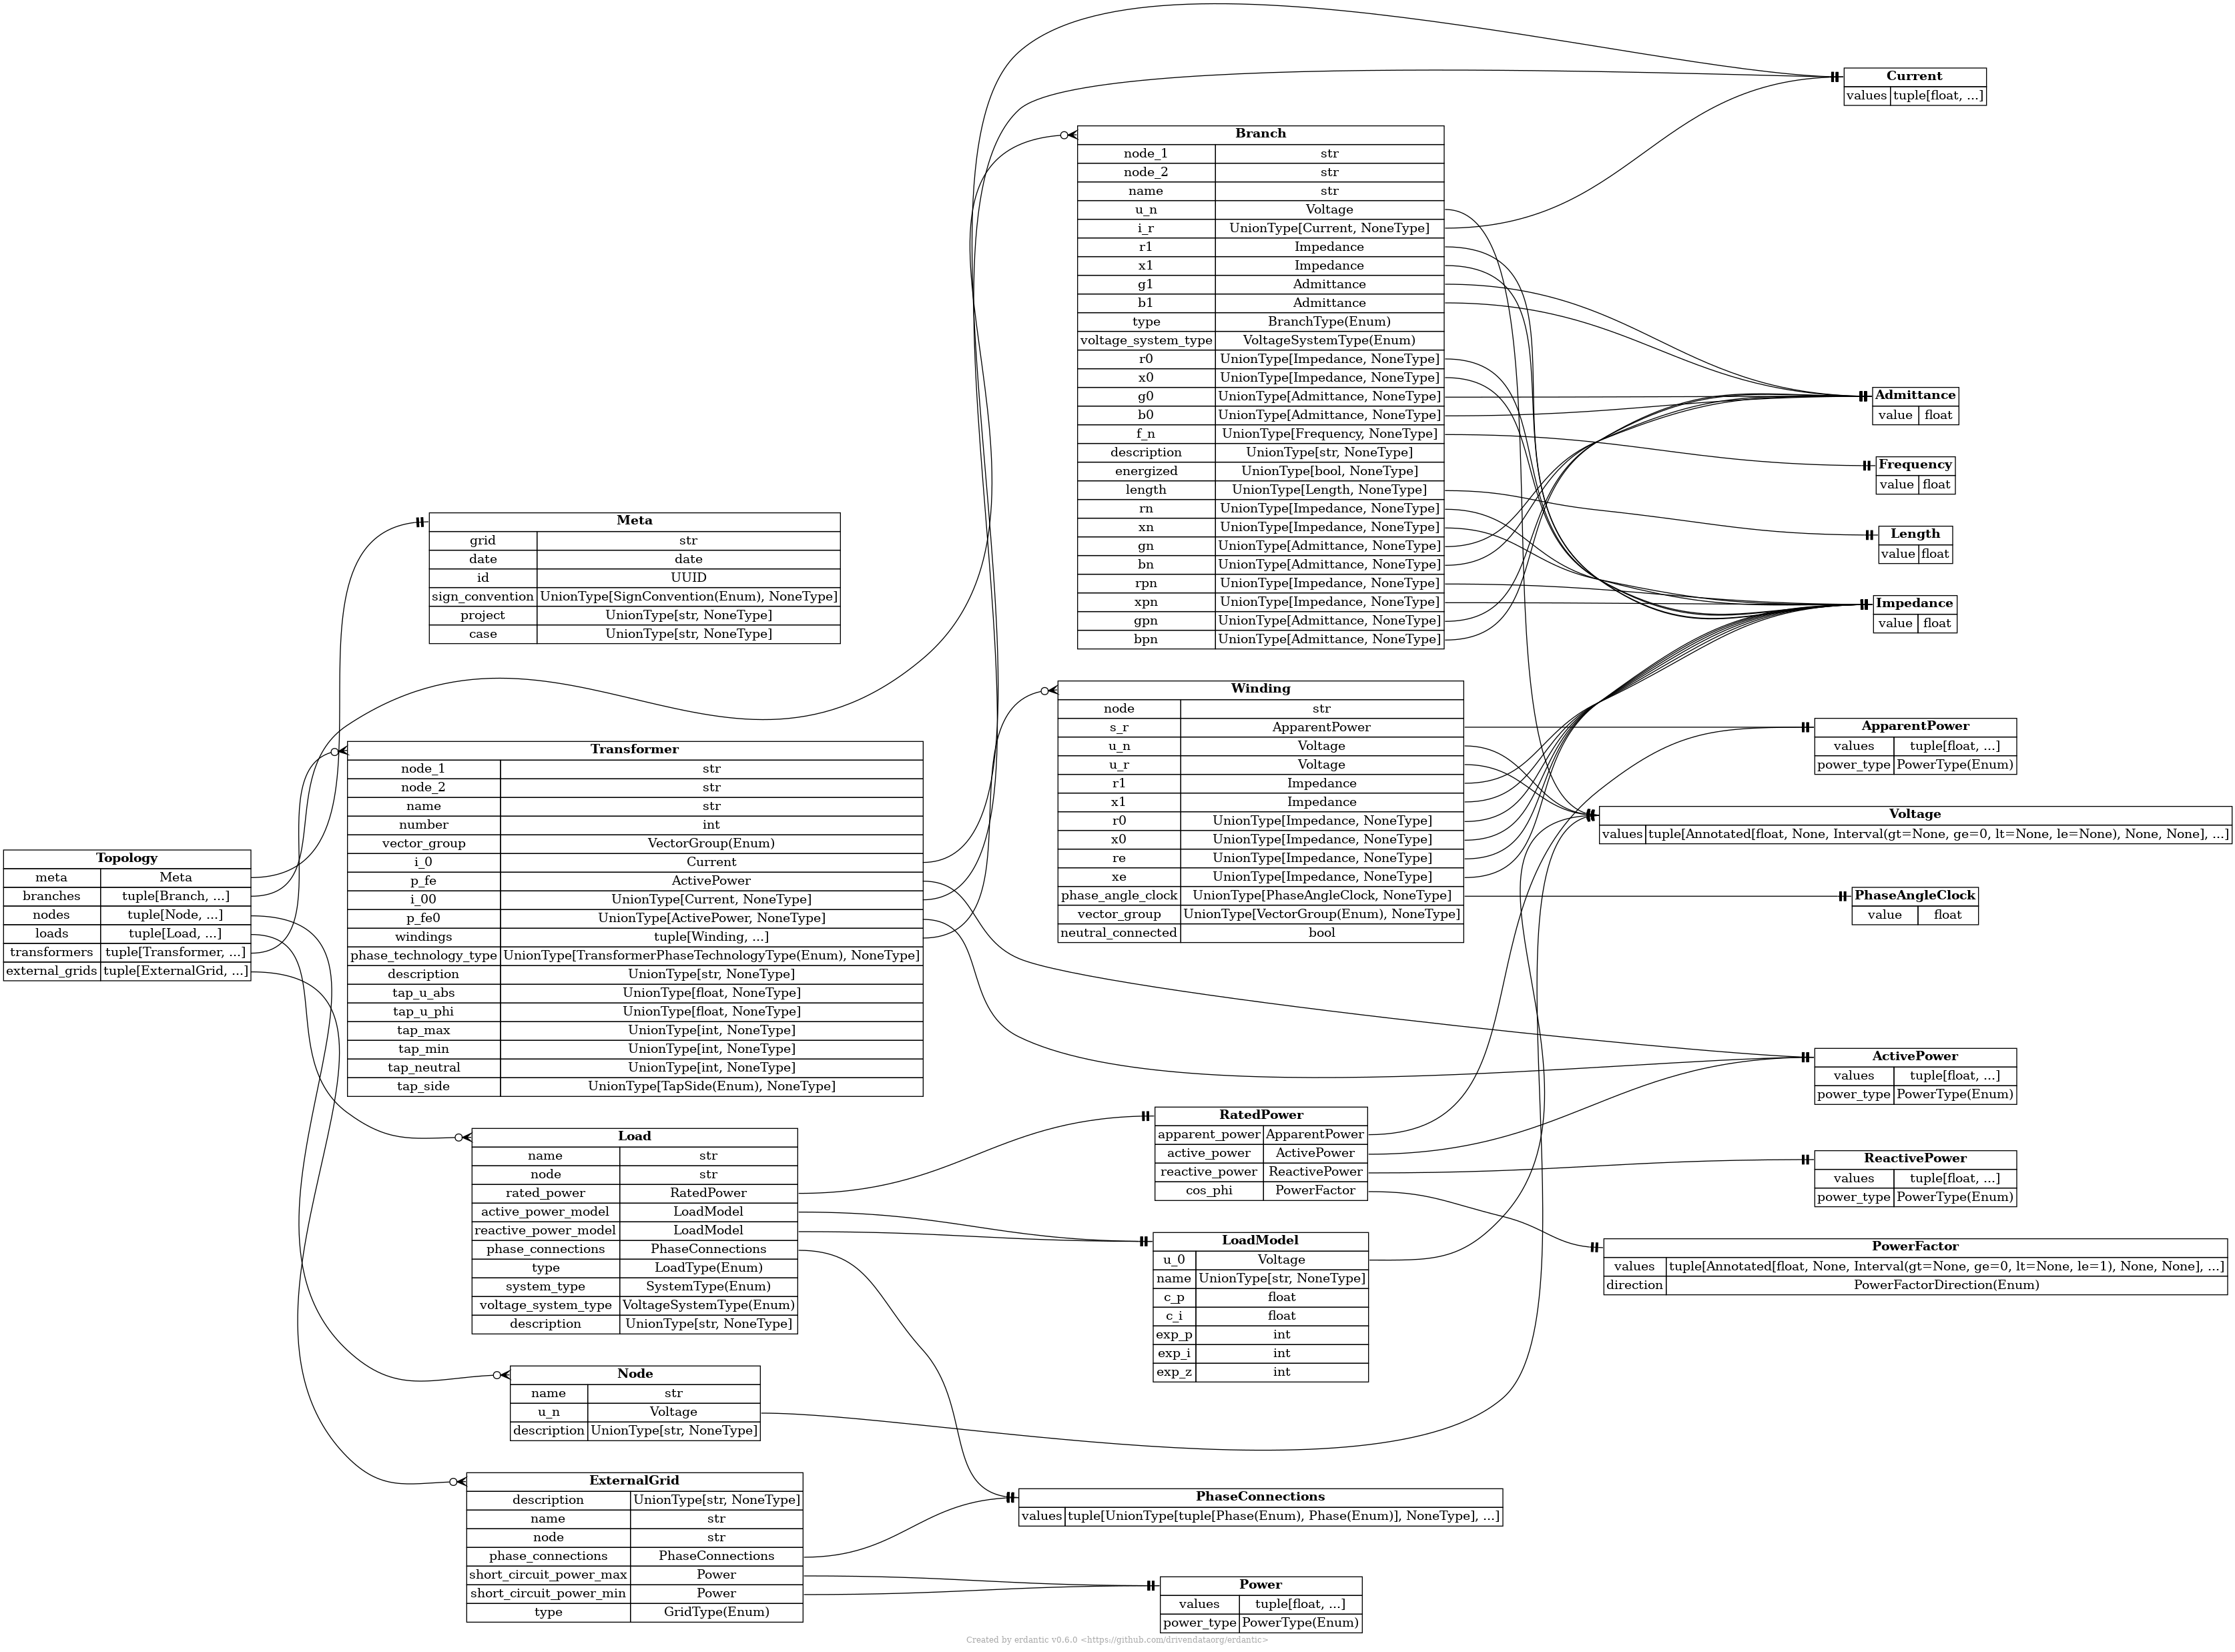 Current
values tuple[float, ...]
Branch
node_1 str
node_2 str
name str
u_n Voltage
i_r UnionType[Current, NoneType]
r1 Impedance
x1 Impedance
g1 Admittance
b1 Admittance
type BranchType(Enum)
voltage_system_type VoltageSystemType(Enum)
r0 UnionType[Impedance, NoneType]
x0 UnionType[Impedance, NoneType]
g0 UnionType[Admittance, NoneType]
b0 UnionType[Admittance, NoneType]
f_n UnionType[Frequency, NoneType]
description UnionType[str, NoneType]
energized UnionType[bool, NoneType]
length UnionType[Length, NoneType]
rn UnionType[Impedance, NoneType]
xn UnionType[Impedance, NoneType]
gn UnionType[Admittance, NoneType]
bn UnionType[Admittance, NoneType]
rpn UnionType[Impedance, NoneType]
xpn UnionType[Impedance, NoneType]
gpn UnionType[Admittance, NoneType]
bpn UnionType[Admittance, NoneType]
Admittance
value float
Frequency
value float
Length
value float
Impedance
value float
Meta
grid str
date date
id UUID
sign_convention UnionType[SignConvention(Enum), NoneType]
project UnionType[str, NoneType]
case UnionType[str, NoneType]
Winding
node str
s_r ApparentPower
u_n Voltage
u_r Voltage
r1 Impedance
x1 Impedance
r0 UnionType[Impedance, NoneType]
x0 UnionType[Impedance, NoneType]
re UnionType[Impedance, NoneType]
xe UnionType[Impedance, NoneType]
phase_angle_clock UnionType[PhaseAngleClock, NoneType]
vector_group UnionType[VectorGroup(Enum), NoneType]
neutral_connected bool
ApparentPower
values tuple[float, ...]
power_type PowerType(Enum)
Voltage
values tuple[Annotated[float, None, Interval(gt=None, ge=0, lt=None, le=None), None, None], ...]
PhaseAngleClock
value float
Transformer
node_1 str
node_2 str
name str
number int
vector_group VectorGroup(Enum)
i_0 Current
p_fe ActivePower
i_00 UnionType[Current, NoneType]
p_fe0 UnionType[ActivePower, NoneType]
windings tuple[Winding, ...]
phase_technology_type UnionType[TransformerPhaseTechnologyType(Enum), NoneType]
description UnionType[str, NoneType]
tap_u_abs UnionType[float, NoneType]
tap_u_phi UnionType[float, NoneType]
tap_max UnionType[int, NoneType]
tap_min UnionType[int, NoneType]
tap_neutral UnionType[int, NoneType]
tap_side UnionType[TapSide(Enum), NoneType]
Topology
meta Meta
branches tuple[Branch, ...]
nodes tuple[Node, ...]
loads tuple[Load, ...]
transformers tuple[Transformer, ...]
external_grids tuple[ExternalGrid, ...]
ActivePower
values tuple[float, ...]
power_type PowerType(Enum)
RatedPower
apparent_power ApparentPower
active_power ActivePower
reactive_power ReactivePower
cos_phi PowerFactor
ReactivePower
values tuple[float, ...]
power_type PowerType(Enum)
Load
name str
node str
rated_power RatedPower
active_power_model LoadModel
reactive_power_model LoadModel
phase_connections PhaseConnections
type LoadType(Enum)
system_type SystemType(Enum)
voltage_system_type VoltageSystemType(Enum)
description UnionType[str, NoneType]
LoadModel
u_0 Voltage
name UnionType[str, NoneType]
c_p float
c_i float
exp_p int
exp_i int
exp_z int
PowerFactor
values tuple[Annotated[float, None, Interval(gt=None, ge=0, lt=None, le=1), None, None], ...]
direction PowerFactorDirection(Enum)
Node
name str
u_n Voltage
description UnionType[str, NoneType]
ExternalGrid
description UnionType[str, NoneType]
name str
node str
phase_connections PhaseConnections
short_circuit_power_max Power
short_circuit_power_min Power
type GridType(Enum)
PhaseConnections
values tuple[UnionType[tuple[Phase(Enum), Phase(Enum)], NoneType], ...]
Power
values tuple[float, ...]
power_type PowerType(Enum)
Created by erdantic v0.6.0 <https://github.com/drivendataorg/erdantic>